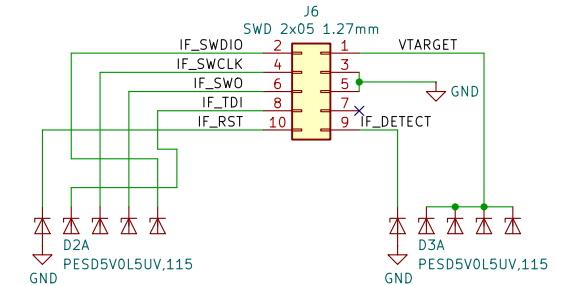 J6
SWD 2x05 1.27mm
IF_SWDIO 2 1 VTARGET
IF_SWCLK 4 3
IF_SWO 6 5 GND
IF_TDI 8 7
IF_RST 10 9 IF_DETECT
D2A D3A
PESD5V0L5UV,115 PESD5V0L5UV,115
GND GND